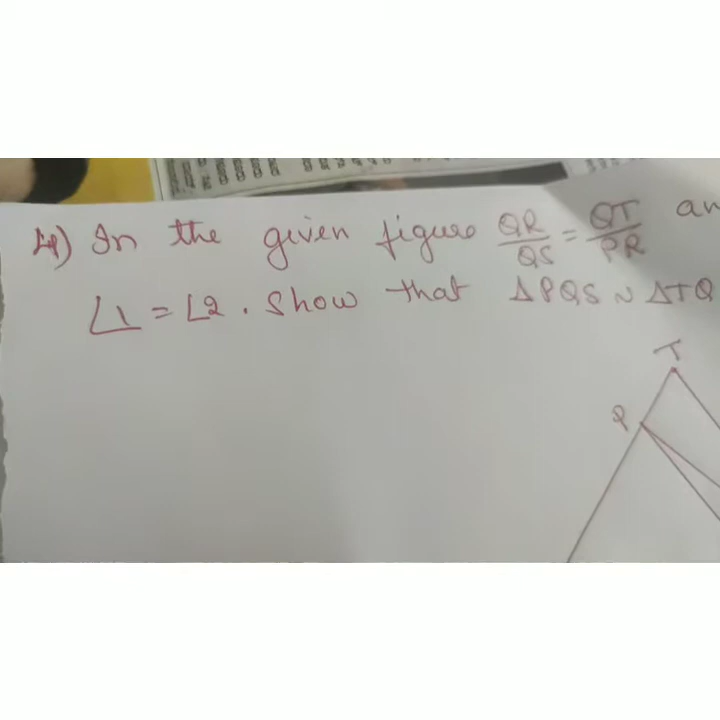 4) In the given figure QR/QS = QT/PR an
∠1 = ∠2 . Show that ΔPQS ~ ΔTQ
T
P